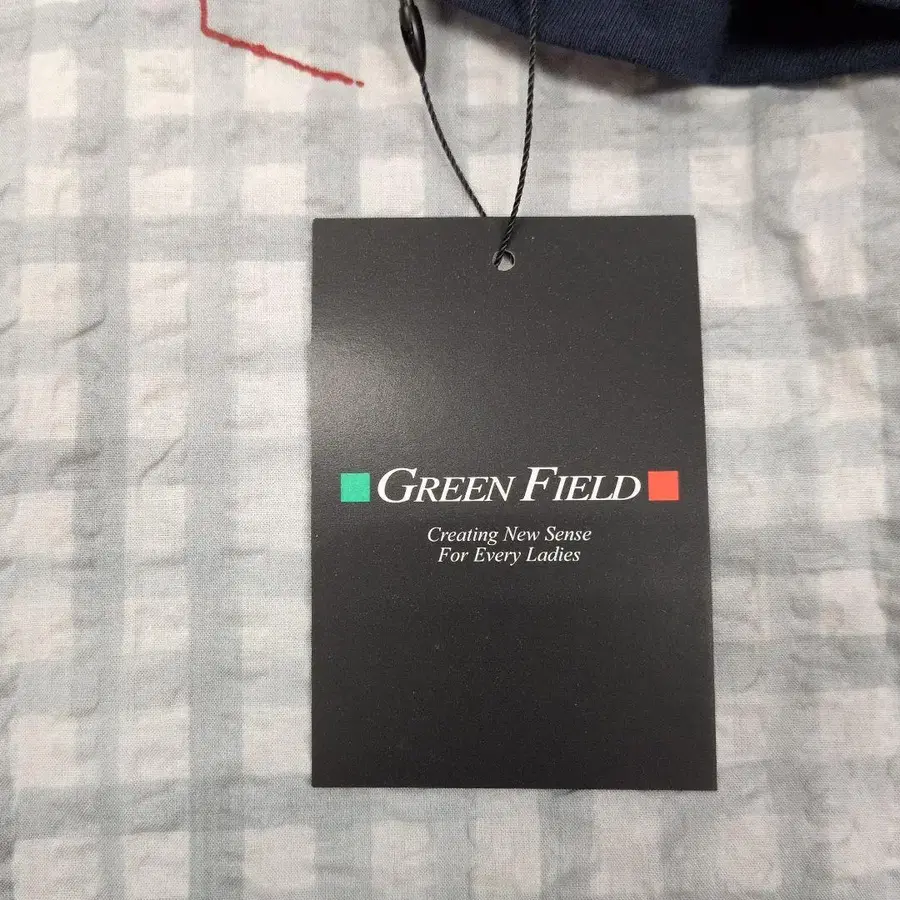 GREEN FIELD
Creating New Sense
For Every Ladies